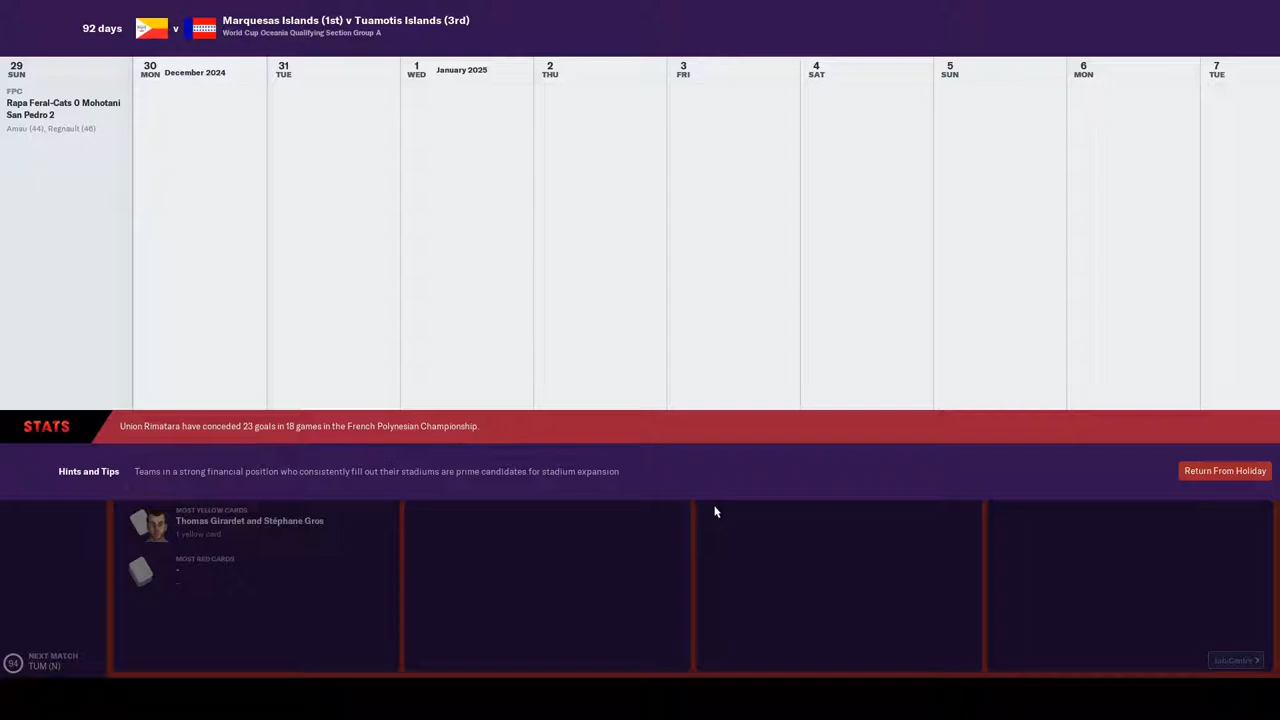 92 days
v
Marquesas Islands (1st) v Tuamotis Islands (3rd)
World Cup Oceania Qualifying Section Group A
29
SUN
30
MON December 2024
31
TUE
1
WED January 2025
2
THU
3
FRI
4
SAT
5
SUN
6
MON
7
TUE
FPC
Rapa Feral-Cats 0 Mohotani
San Pedro 2
Amau (44), Regnault (46)
STATS
Union Rimatara have conceded 23 goals in 18 games in the French Polynesian Championship.
Hints and Tips
Teams in a strong financial position who consistently fill out their stadiums are prime candidates for stadium expansion
Return From Holiday
MOST YELLOW CARDS
Thomas Girardet and Stéphane Gros
1 yellow card
MOST RED CARDS
-
94
NEXT MATCH
TUM (N)